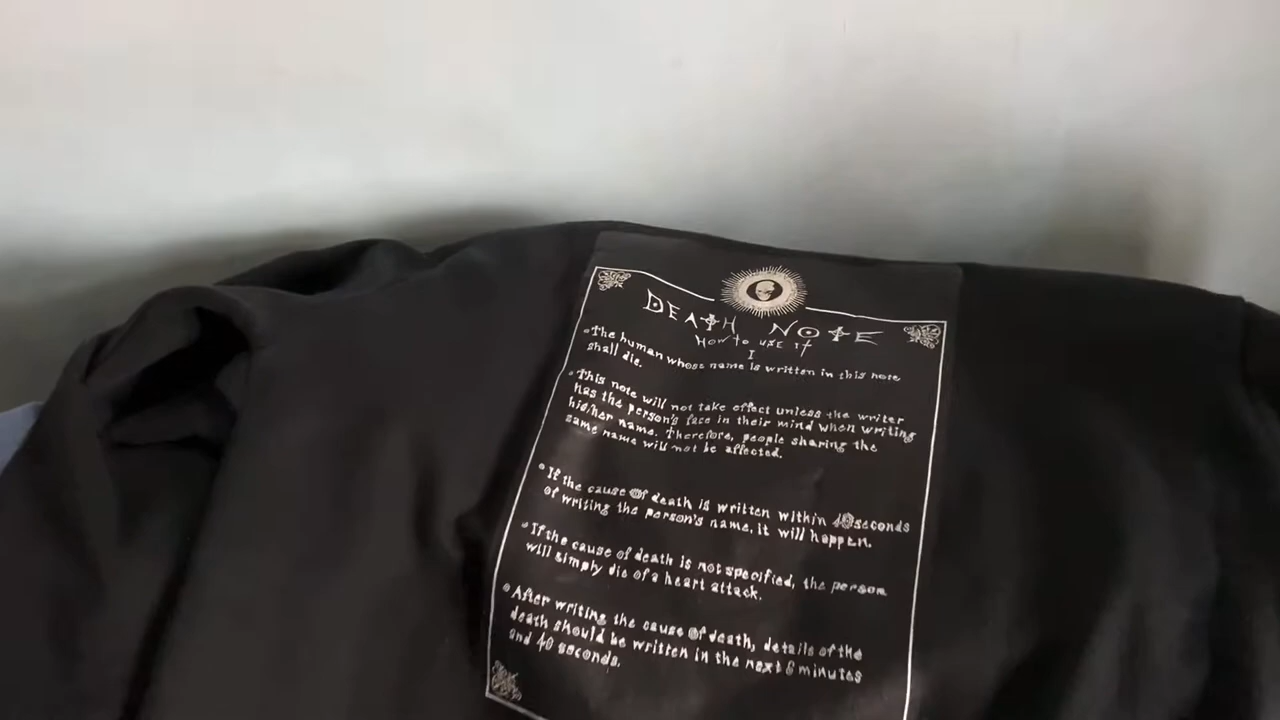 DEATH NOTE
How to use it
I
The human whose name is written in this note
shall die.
This note will not take effect unless the writer
has the person's face in their mind when writing
his/her name. Therefore, people sharing the
same name will not be affected.
If the cause of death is written within 40seconds
of writing the person's name, it will happen.
If the cause of death is not specified, the person
will simply die of a heart attack.
After writing the cause of death, details of the
death should be written in the next 6 minutes
and 40 seconds.